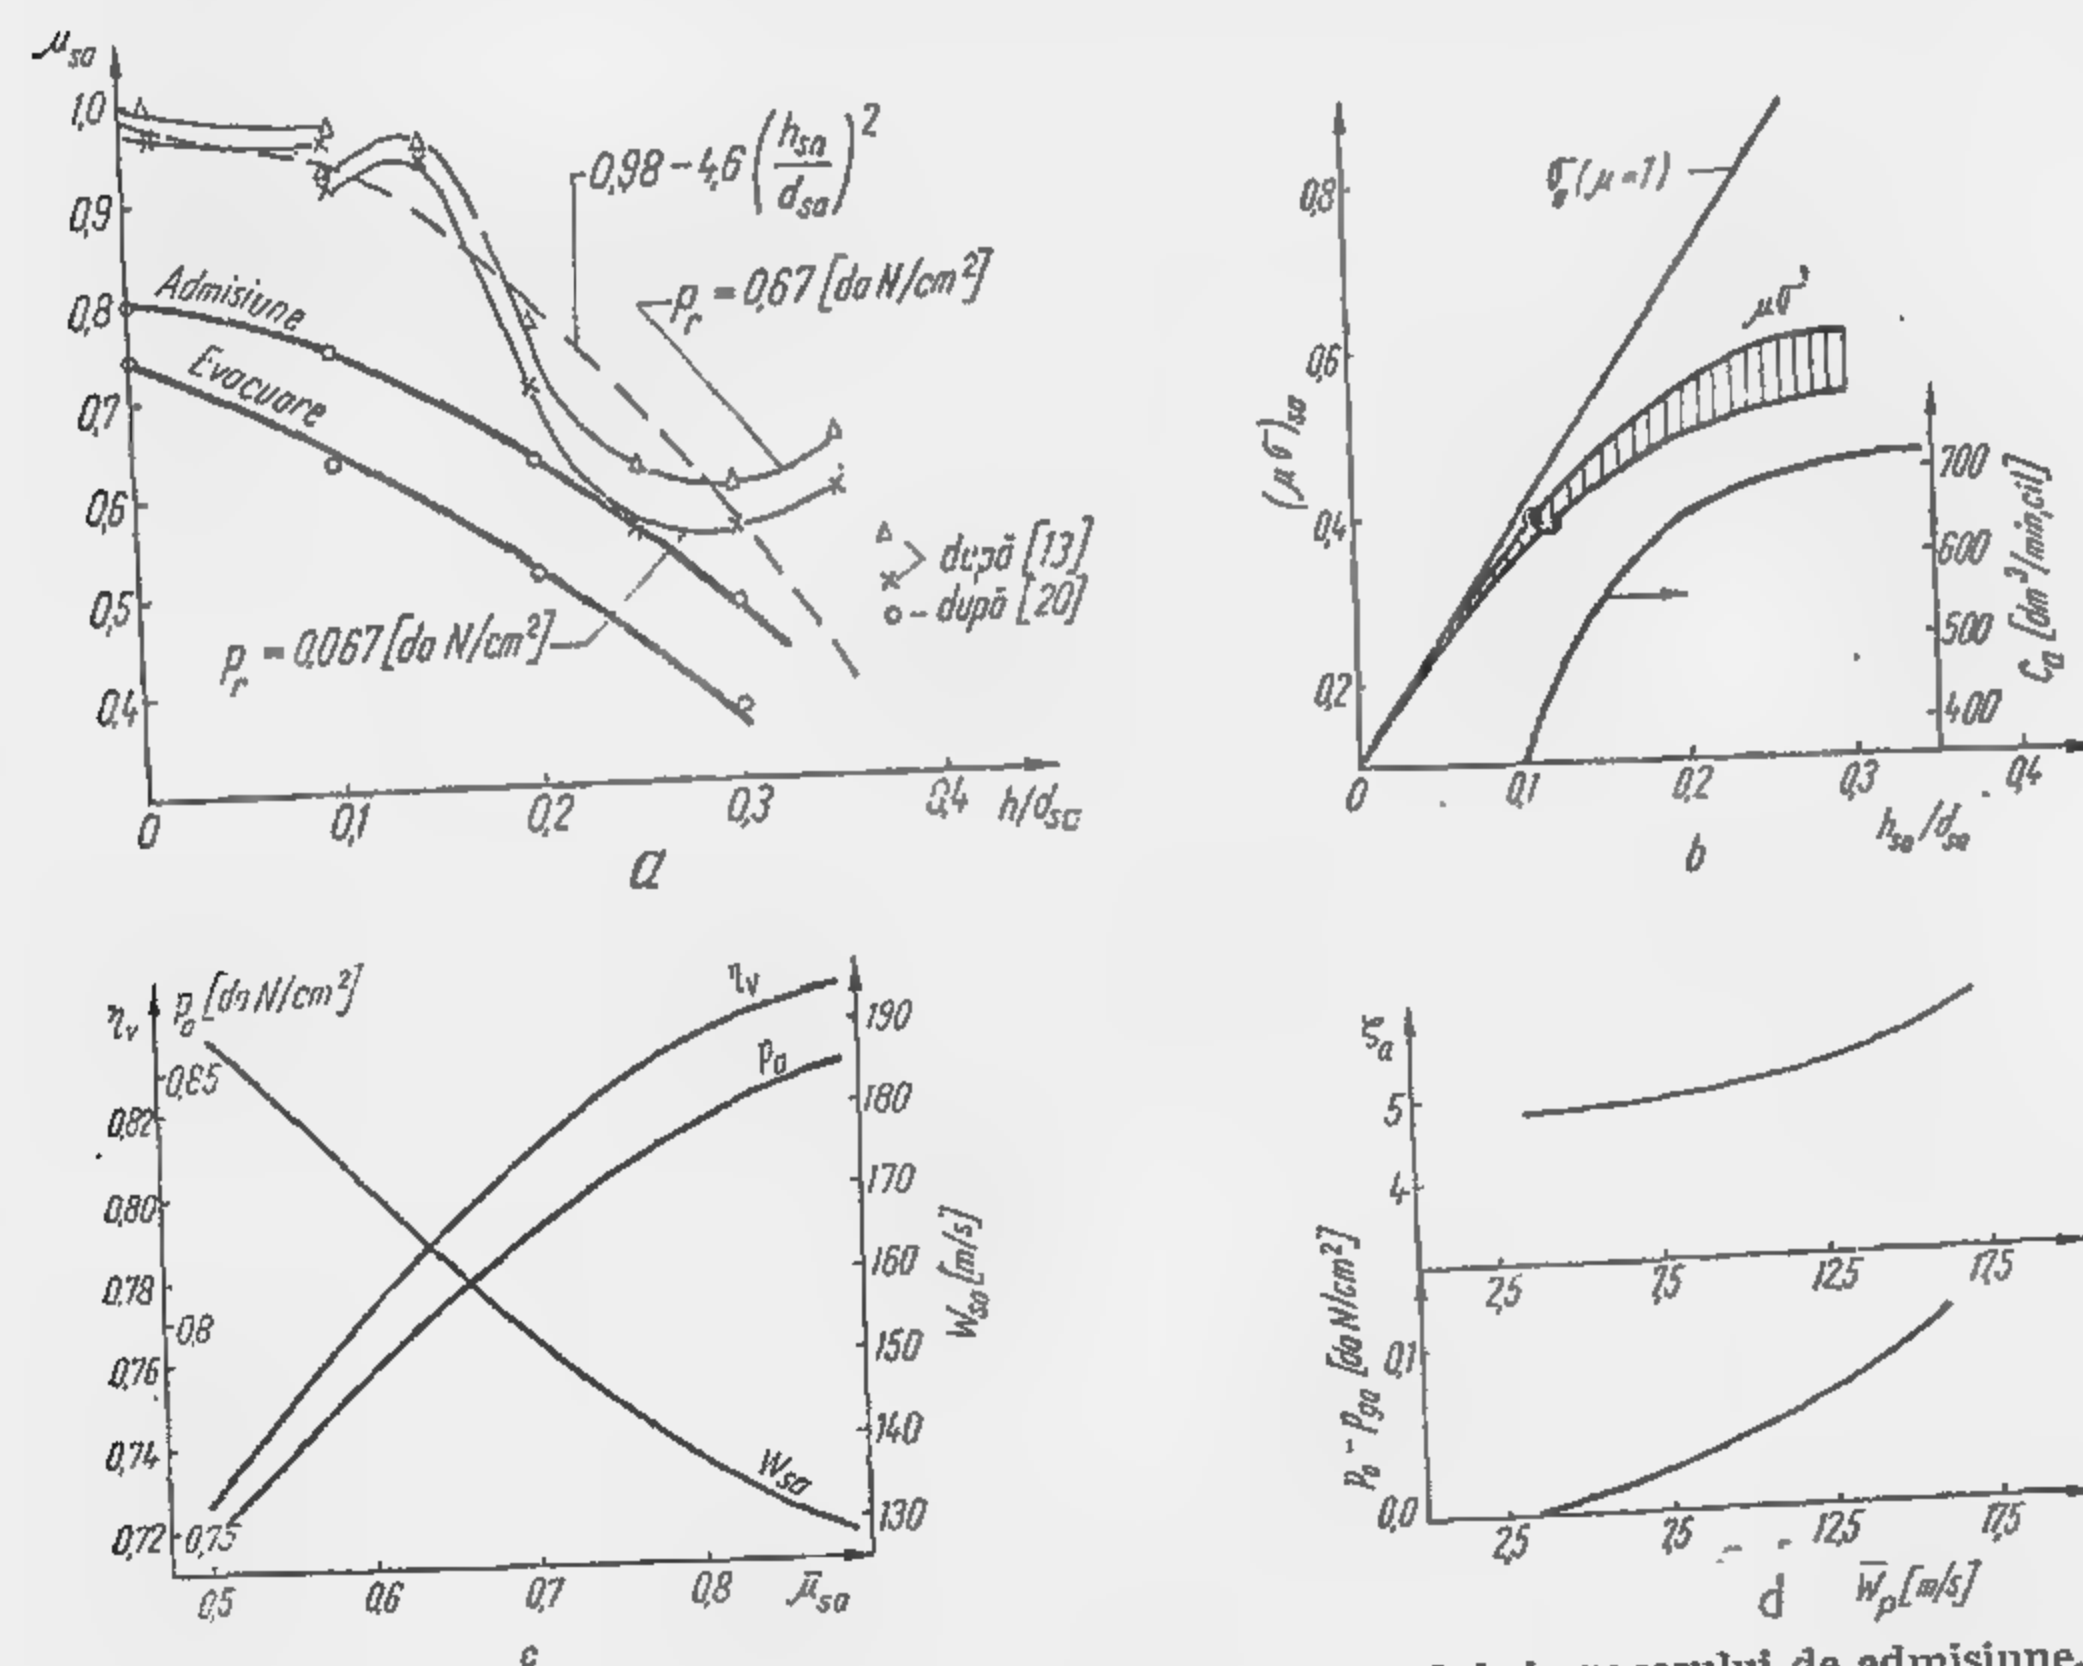 μsa
1,0
0,9
0,8
0,7
0,6
0,5
0,4
0,98-4,6(hsa/dsa)2
pr=0,67[daN/cm2]
Admisiune
Evacuare
pr=0,067[daN/cm2]
Δ
× după [13]
o - după [20]
0 0,1 0,2 0,3 0,4 h/dsa
a
(μσ)sa
0,8
0,6
0,4
0,2
(μ=1)
μσ
700
600
500
400
Ca [dm3/min,cil]
0 0,1 0,2 0,3 0,4
hsa/dsa
b
ηv pa [daN/cm2]
0,85
0,82
0,80
0,78
0,8
0,76
0,74
0,72 0,75
ηv
pa
Wsa
190
180
170
160
150
140
130
Wsa [m/s]
0,5 0,6 0,7 0,8 μ̄sa
c
ξa
5
4
2,5 7,5 12,5 17,5
p0-pga [daN/cm2]
0,1
0,0
2,5 7,5 12,5 17,5
d W̄p[m/s]
de admisiune